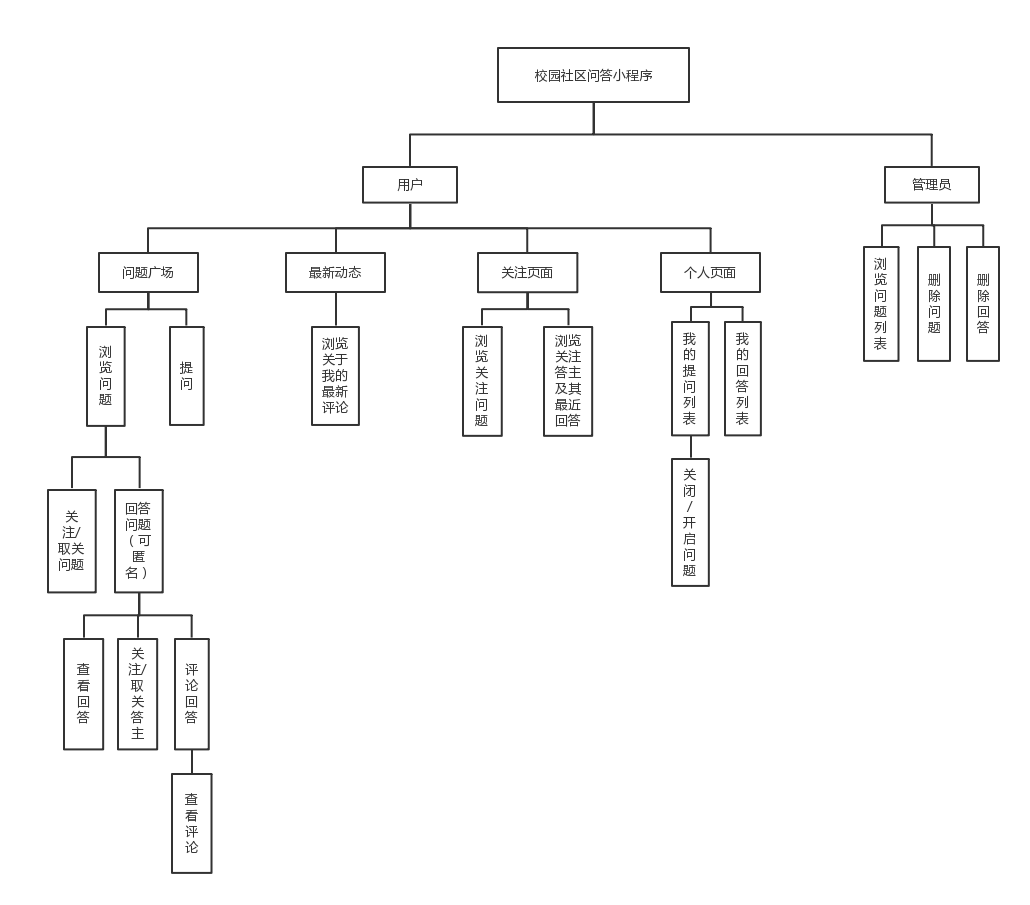 校园社区问答小程序
用户
管理员
问题广场
最新动态
关注页面
个人页面
浏
览
问
题
列
表
删
除
问
题
删
除
回
答
浏
览
问
题
提
问
浏览
关于
我的
最新
评论
浏
览
关
注
问
题
浏览
关注
答主
及其
最近
回答
我
的
提
问
列
表
我
的
回
答
列
表
关
闭
/
开
启
问
题
关
注/
取关
问题
回答
问题
（可
匿
名）
查
看
回
答
关
注/
取
关
答
主
评
论
回
答
查
看
评
论